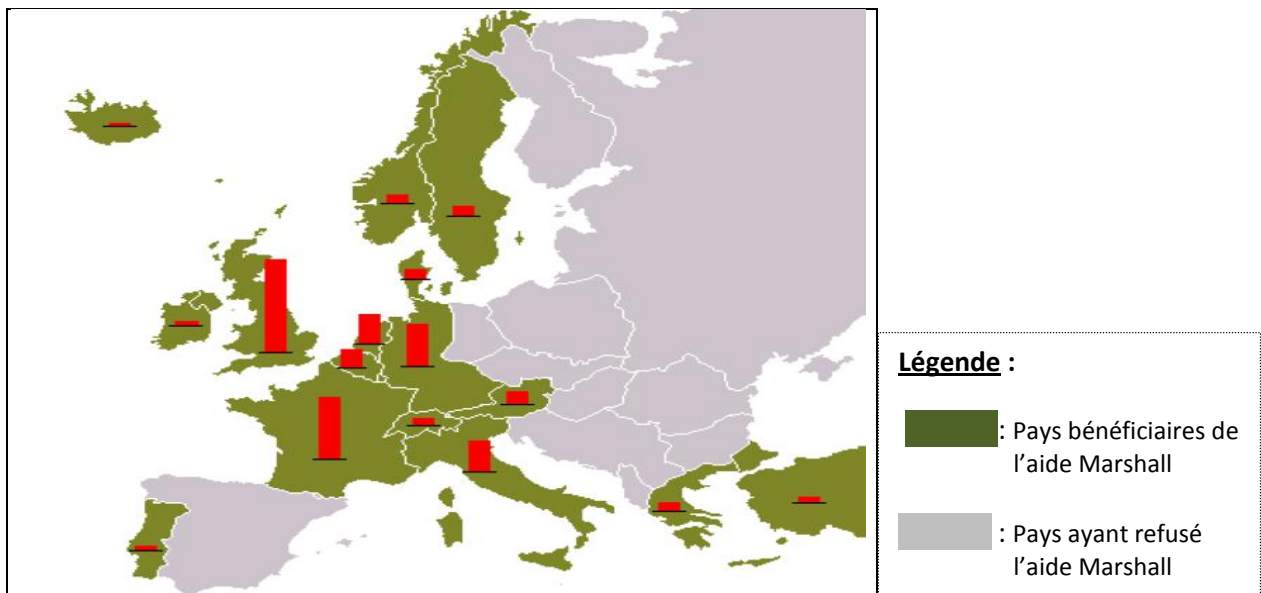 Légende :
: Pays bénéficiaires de
l’aide Marshall
: Pays ayant refusé
l’aide Marshall